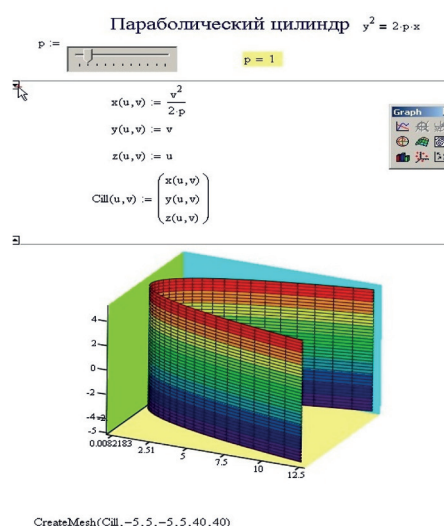 Параболический цилиндр y² = 2·p·x
p :=
p = 1
x(u,v) := v²/2·p
y(u,v) := v
z(u,v) := u
Cill(u,v) := (x(u,v)
y(u,v)
z(u,v))
Graph
4
2
0
-2
-4
-5
0.0082183
2.51
5
7.5
10
12.5
CreateMesh(Cill,−5,5,−5,5,40,40)